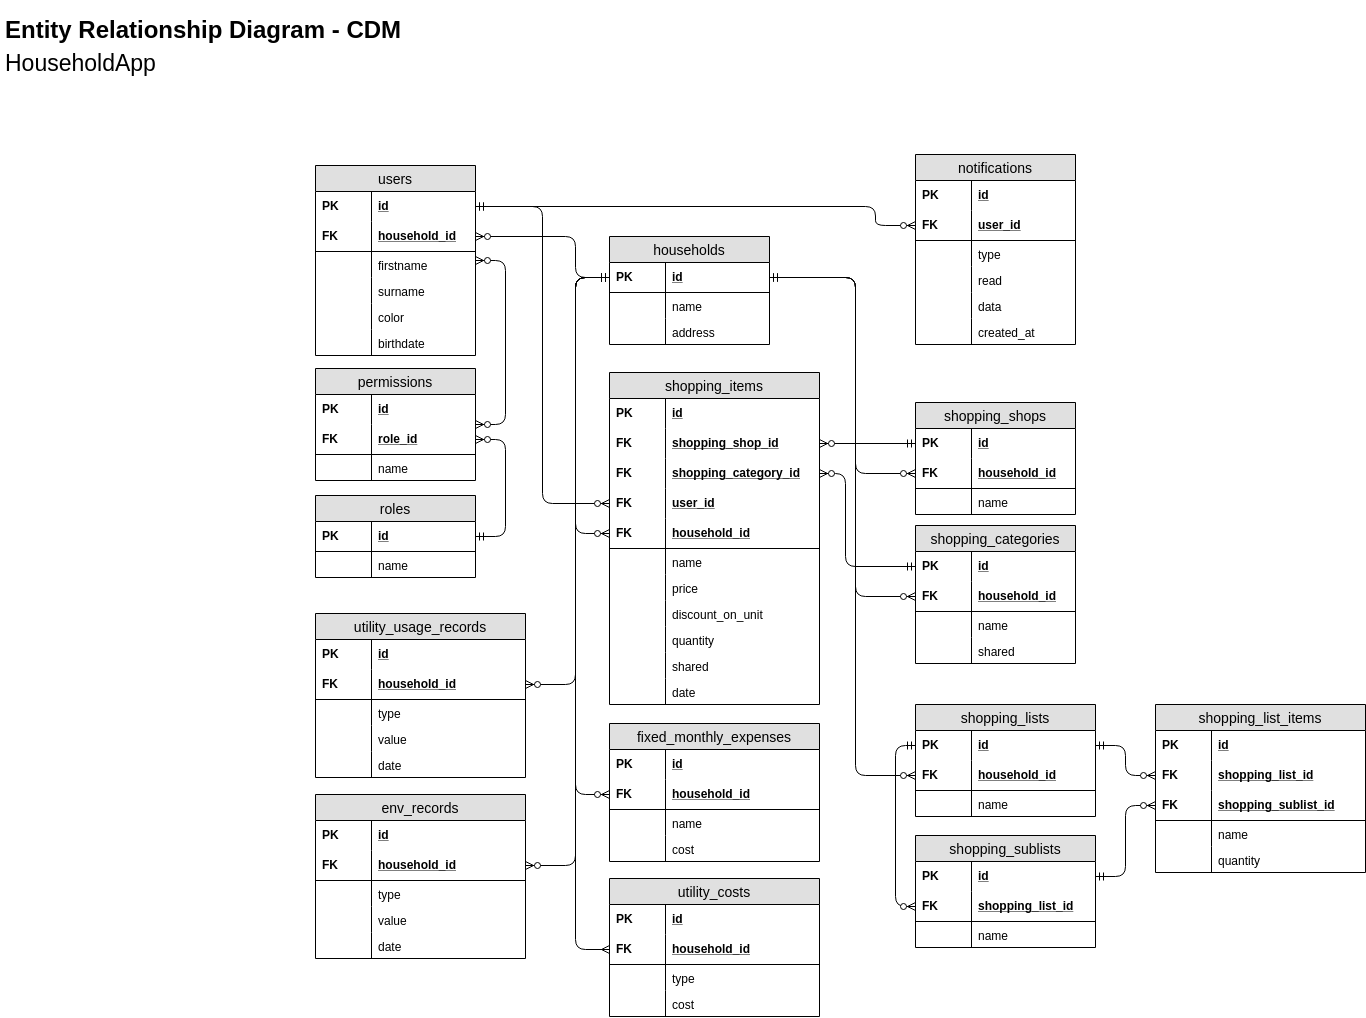 Entity Relationship Diagram - CDM
HouseholdApp
users
PK id
FK household_id
firstname
surname
color
birthdate
permissions
PK id
FK role_id
name
roles
PK id
name
utility_usage_records
PK id
FK household_id
type
value
date
env_records
PK id
FK household_id
type
value
date
households
PK id
name
address
shopping_items
PK id
FK shopping_shop_id
FK shopping_category_id
FK user_id
FK household_id
name
price
discount_on_unit
quantity
shared
date
fixed_monthly_expenses
PK id
FK household_id
name
cost
utility_costs
PK id
FK household_id
type
cost
notifications
PK id
FK user_id
type
read
data
created_at
shopping_shops
PK id
FK household_id
name
shopping_categories
PK id
FK household_id
name
shared
shopping_lists
PK id
FK household_id
name
shopping_sublists
PK id
FK shopping_list_id
name
shopping_list_items
PK id
FK shopping_list_id
FK shopping_sublist_id
name
quantity